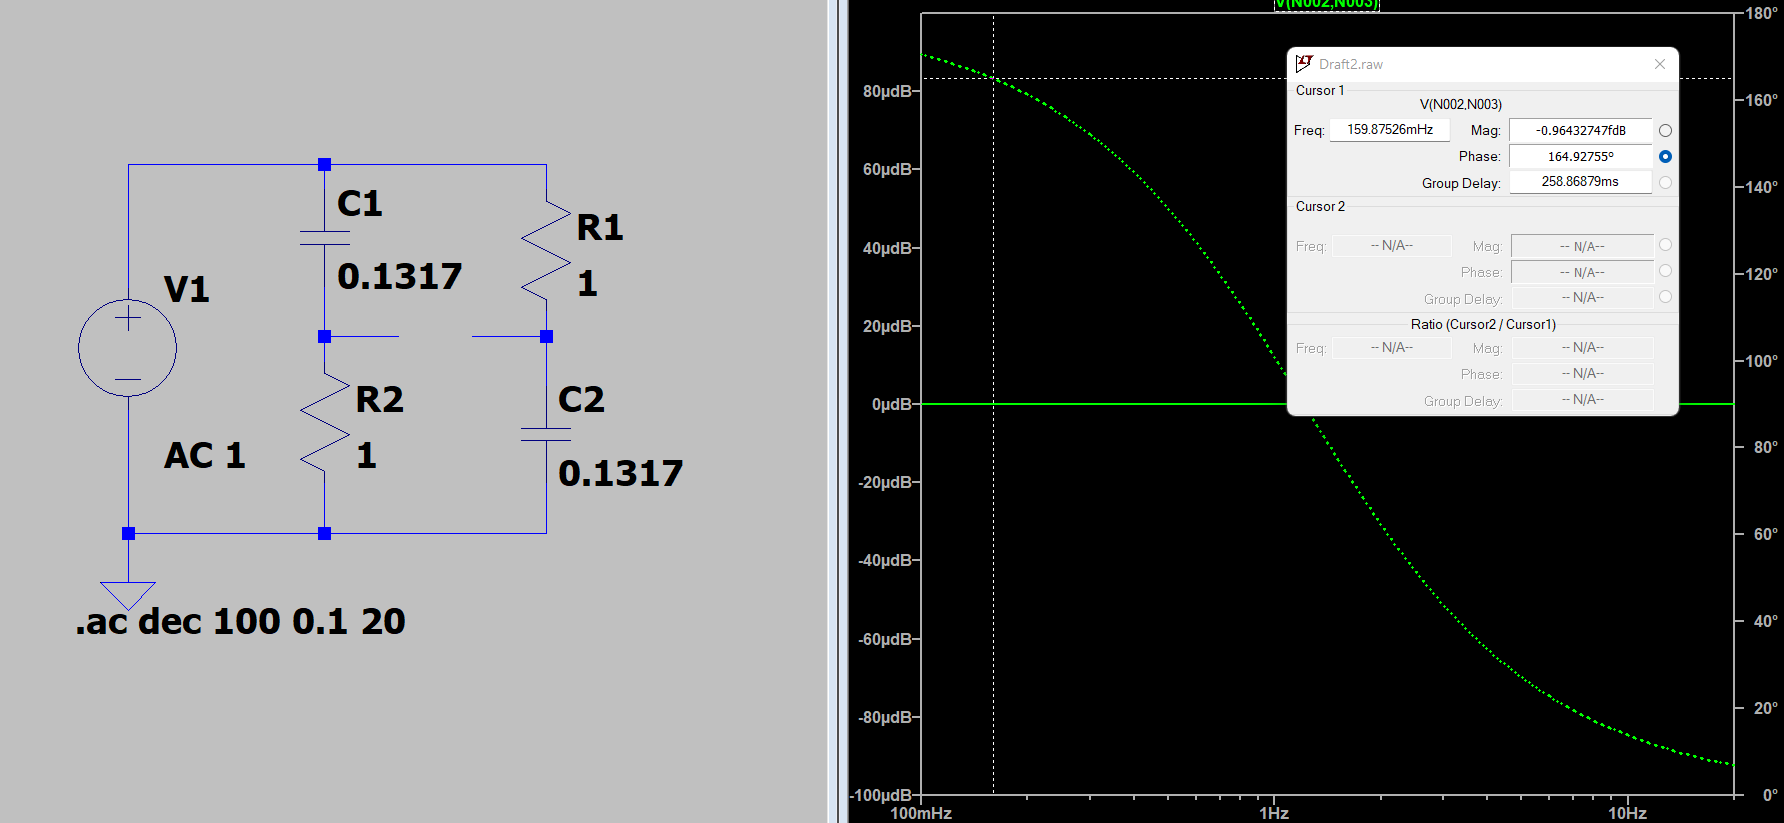 V1
AC 1
C1
0.1317
R1
1
R2
1
C2
0.1317
.ac dec 100 0.1 20
V(N002,N003)
80µdB
60µdB
40µdB
20µdB
0µdB
-20µdB
-40µdB
-60µdB
-80µdB
-100µdB
100mHz
1Hz
10Hz
180°
160°
140°
120°
100°
80°
60°
40°
20°
0°
Draft2.raw
Cursor 1
V(N002,N003)
Freq: 159.87526mHz Mag: -0.96432747fdB
Phase: 164.92755°
Group Delay: 258.86879ms
Cursor 2
Freq: -- N/A-- Mag: -- N/A--
Phase: -- N/A--
Group Delay: -- N/A--
Ratio (Cursor2 / Cursor1)
Freq: -- N/A-- Mag: -- N/A--
Phase: -- N/A--
Group Delay: -- N/A--